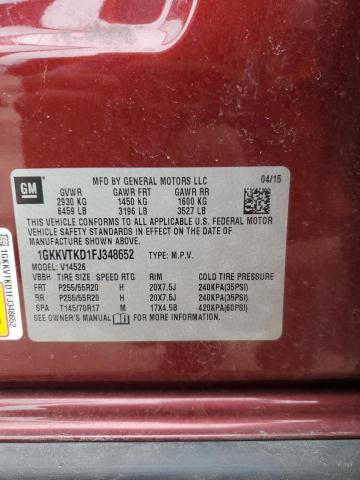 GM
MFD BY GENERAL MOTORS LLC
04/15
GVWR GAWR FRT GAWR RR
2930 KG 1450 KG 1600 KG
6459 LB 3196 LB 3527 LB
THIS VEHICLE CONFORMS TO ALL APPLICABLE U.S. FEDERAL MOTOR
VEHICLE SAFETY AND THEFT PREVENTION STANDARDS
IN EFFECT ON THE DATE OF MANUFACTURE SHOWN ABOVE.
1GKKVTKD1FJ348652 TYPE: M.P.V.
MODEL: V14526
VBBH TIRE SIZE SPEED RTG RIM COLD TIRE PRESSURE
FRT P255/55R20 H 20X7.5J 240KPA(35PSI)
RR P255/55R20 H 20X7.5J 240KPA(35PSI)
SPA T145/70R17 M 17X4.5B 420KPA(60PSI)
SEE OWNER'S MANUAL FOR MORE INFORMATION.
1GKKVTKD1FJ348652